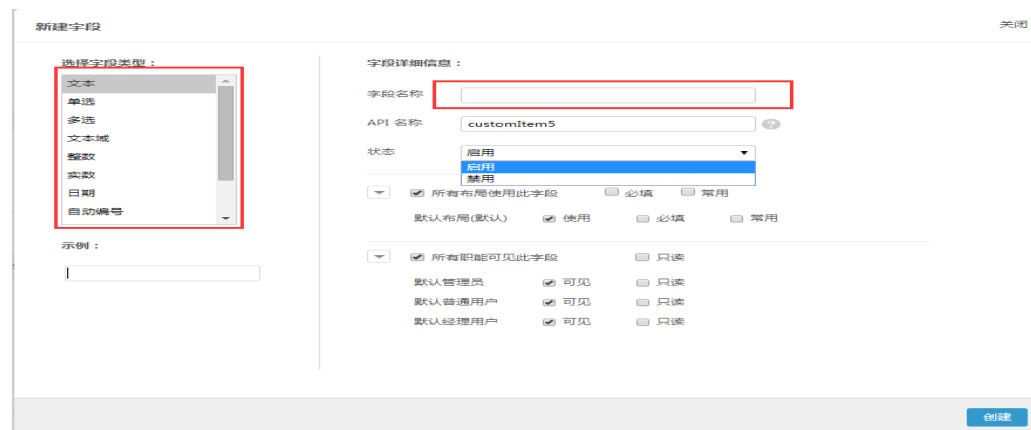 新建字段 关闭
选择字段类型：
文本
单选
多选
文本域
整数
实数
日期
自动编号
示例：
字段详细信息：
字段名称
API 名称 customItem5 ?
状态 启用
启用
禁用
所有布局使用此字段 必填 常用
默认布局(默认) 使用 必填 常用
所有职能可见此字段 只读
默认管理员 可见 只读
默认普通用户 可见 只读
默认经理用户 可见 只读
创建